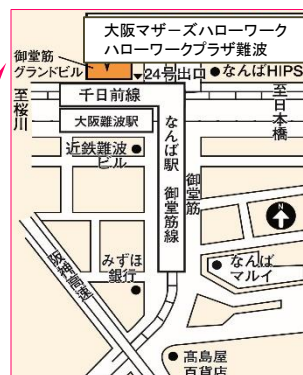 大阪マザーズハローワーク
ハローワークプラザ難波
御堂筋
グランドビル
24号出口
なんばHIPS
至桜川
千日前線
至日本橋
大阪難波駅
なんば駅 御堂筋線
御堂筋
近鉄難波
ビル
N
みずほ
銀行
なんば
マルイ
阪神高速
髙島屋
百貨店